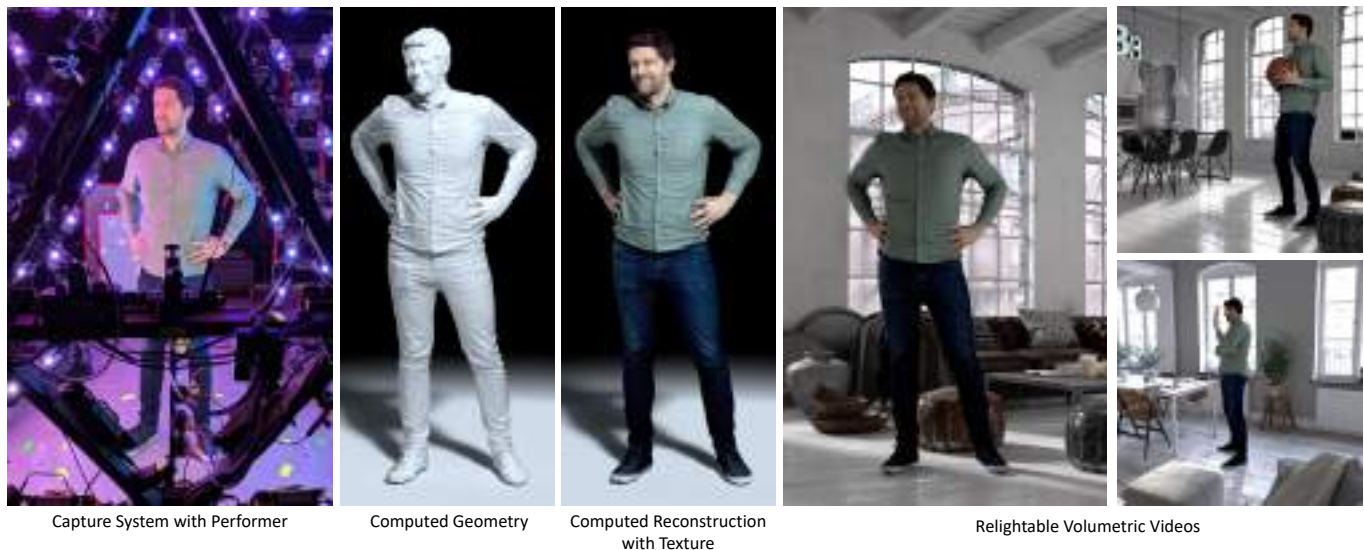 Capture System with Performer
Computed Geometry
Computed Reconstruction
with Texture
Relightable Volumetric Videos